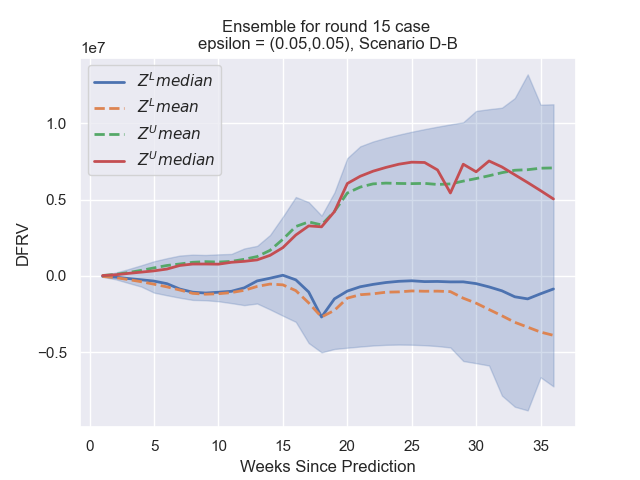 Ensemble for round 15 case
epsilon = (0.05,0.05), Scenario D-B
1e7
Z^L median
Z^L mean
Z^U mean
Z^U median
1.0
0.5
0.0
−0.5
DFRV
0 5 10 15 20 25 30 35
Weeks Since Prediction